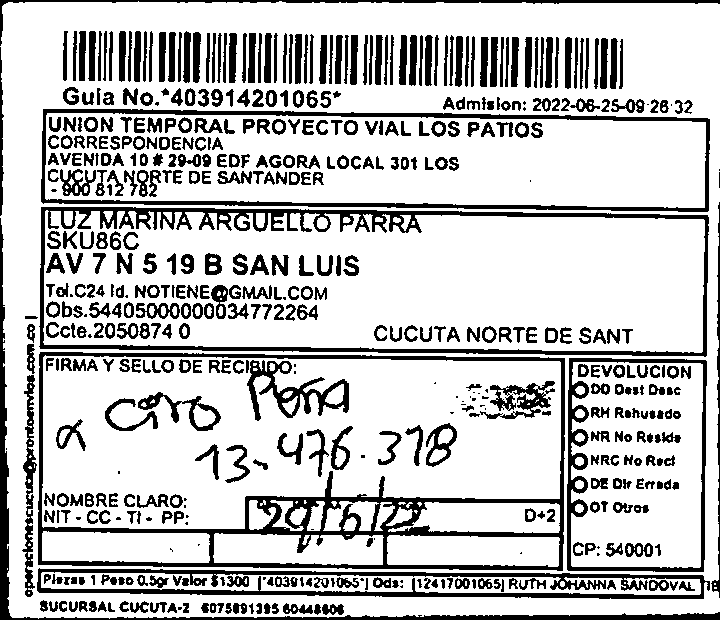 Guia No.*403914201065*
Admision: 2022-06-25-09:26:32
UNION TEMPORAL PROYECTO VIAL LOS PATIOS
CORRESPONDENCIA
AVENIDA 10 # 29-09 EDF AGORA LOCAL 301 LOS
CUCUTA NORTE DE SANTANDER
- 900 812 782
LUZ MARINA ARGUELLO PARRA
SKU86C
AV 7 N 5 19 B SAN LUIS
Tel.C24 Id. NOTIENE@GMAIL.COM
Obs.54405000000034772264
Ccte.2050874 0
CUCUTA NORTE DE SANT
operacionescucuta@prontoenvios.com.co |
FIRMA Y SELLO DE RECIBIDO:
Ciro Peña
13-476-318
NOMBRE CLARO:
NIT - CC - TI - PP:
29/6/22
D+2
DEVOLUCION
DD Dest Desc
RH Rehusado
NR No Reside
NRC No Recl
DE Dir Errada
OT Otros
CP: 540001
Piezas 1 Peso 0.5gr Valor $1300 [*403914201065*] Ods: [12417001065] RUTH JOHANNA SANDOVAL
SUCURSAL CUCUTA-2 6075891395 60448606